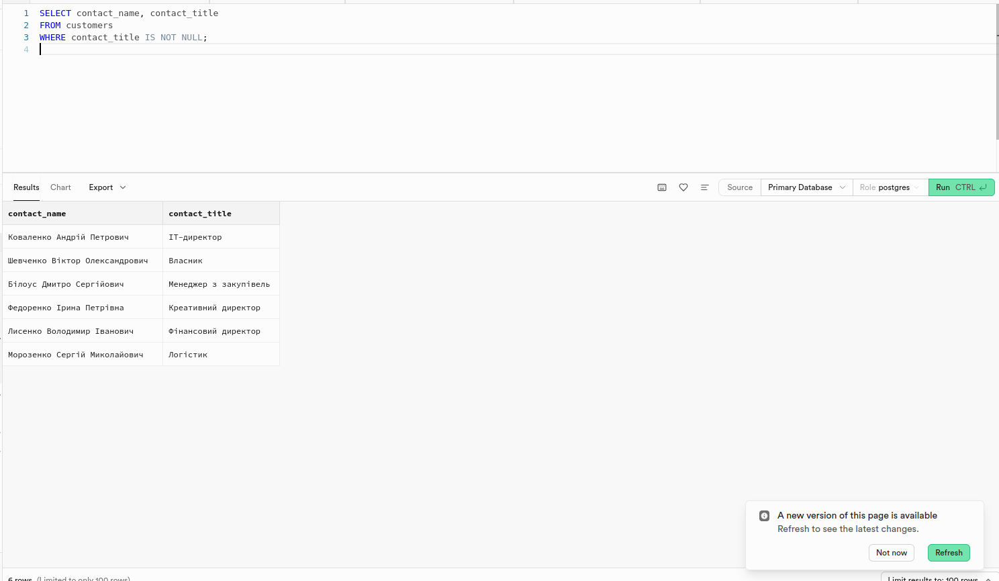 1 SELECT contact_name, contact_title
2 FROM customers
3 WHERE contact_title IS NOT NULL;
4
Results Chart Export Source Primary Database Role postgres Run CTRL
contact_name contact_title
Коваленко Андрій Петрович ІТ-директор
Шевченко Віктор Олександрович Власник
Білоус Дмитро Сергійович Менеджер з закупівель
Федоренко Ірина Петрівна Креативний директор
Лисенко Володимир Іванович Фінансовий директор
Морозенко Сергій Миколайович Логістик
A new version of this page is available
Refresh to see the latest changes.
Not now Refresh
6 rows (Limited to only 100 rows) Limit results to: 100 rows